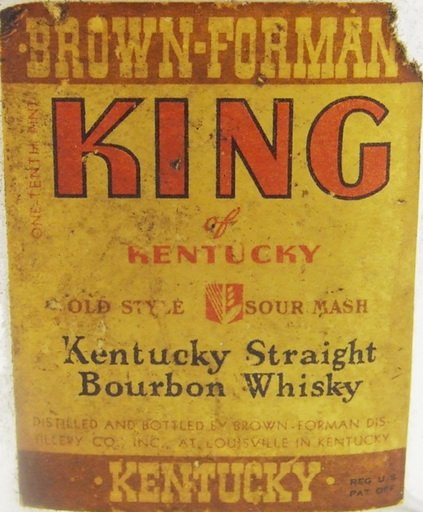 ·BROWN-FORMAN
ONE-TENTH PINT
KING
of
KENTUCKY
OLD STYLE SOUR MASH
Kentucky Straight
Bourbon Whisky
DISTILLED AND BOTTLED BY BROWN-FORMAN DIS-
TILLERY CO., INC., AT LOUISVILLE IN KENTUCKY
·KENTUCKY·
REG U S
PAT OFF